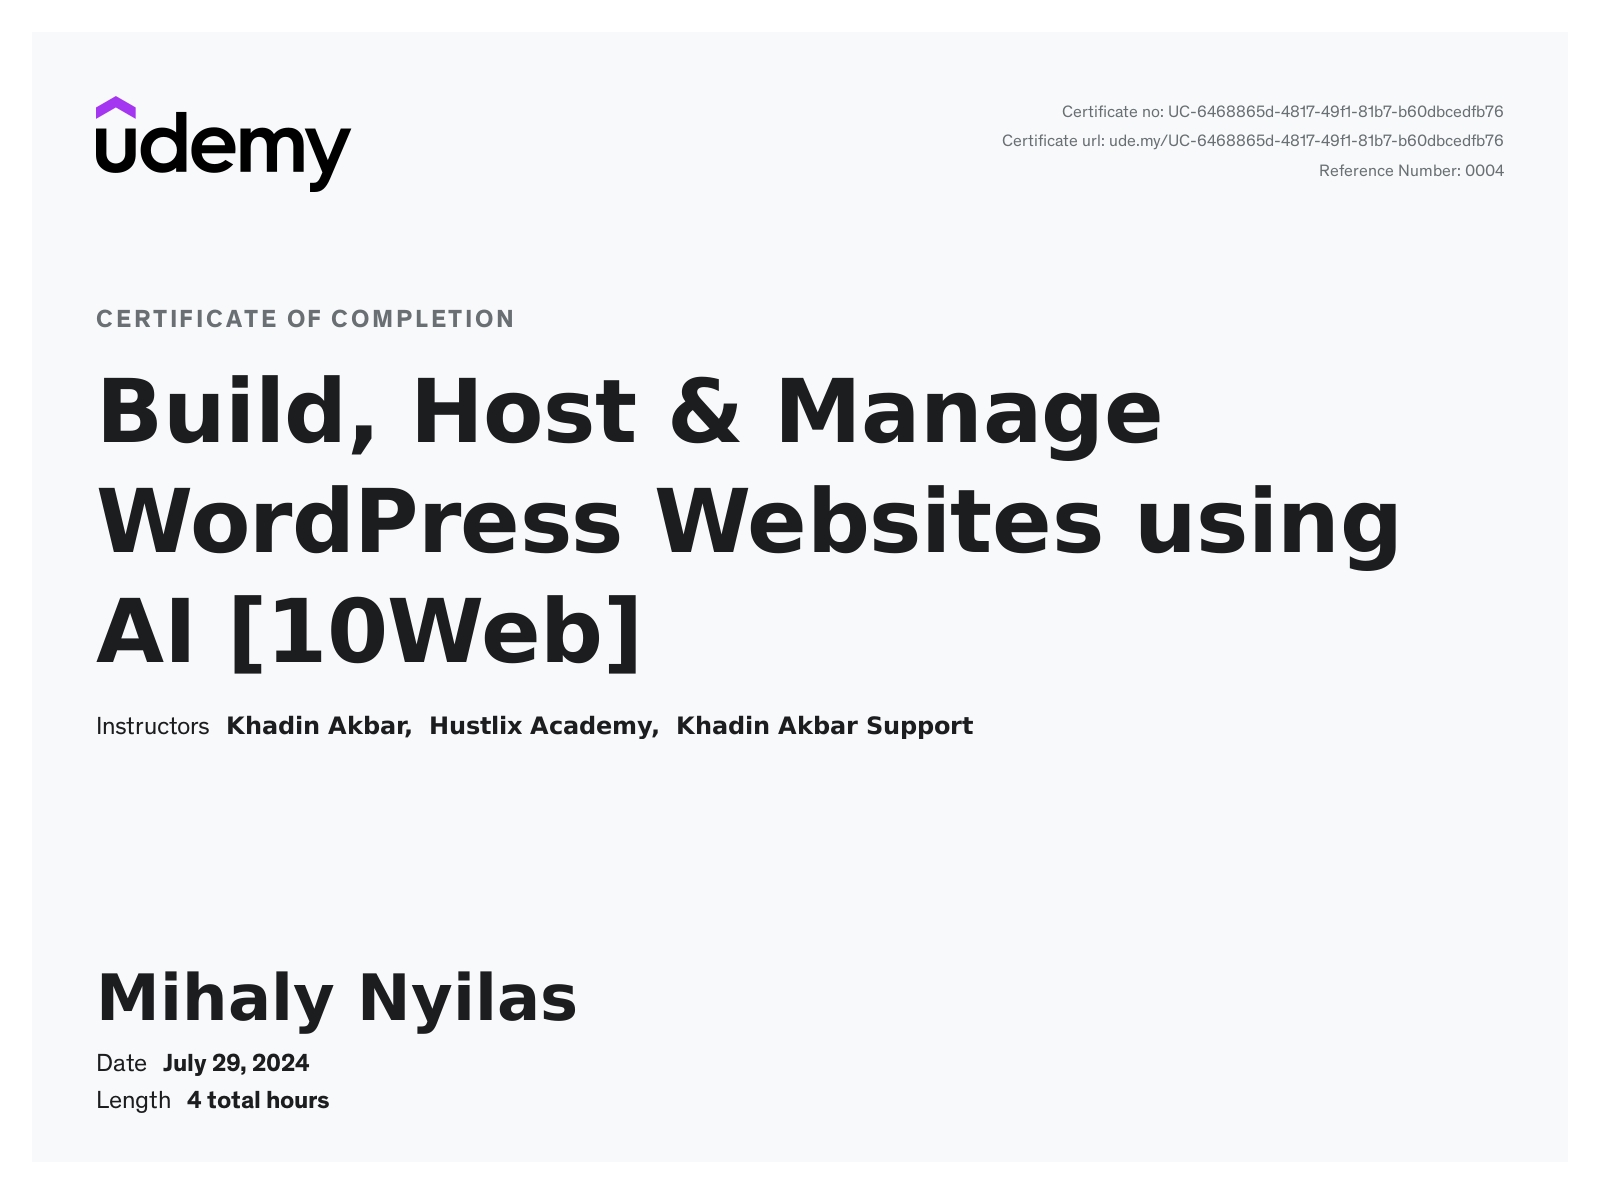 udemy
Certificate no: UC-6468865d-4817-49f1-81b7-b60dbcedfb76
Certificate url: ude.my/UC-6468865d-4817-49f1-81b7-b60dbcedfb76
Reference Number: 0004
CERTIFICATE OF COMPLETION
Build, Host & Manage
WordPress Websites using
AI [10Web]
Instructors Khadin Akbar, Hustlix Academy, Khadin Akbar Support
Mihaly Nyilas
Date July 29, 2024
Length 4 total hours